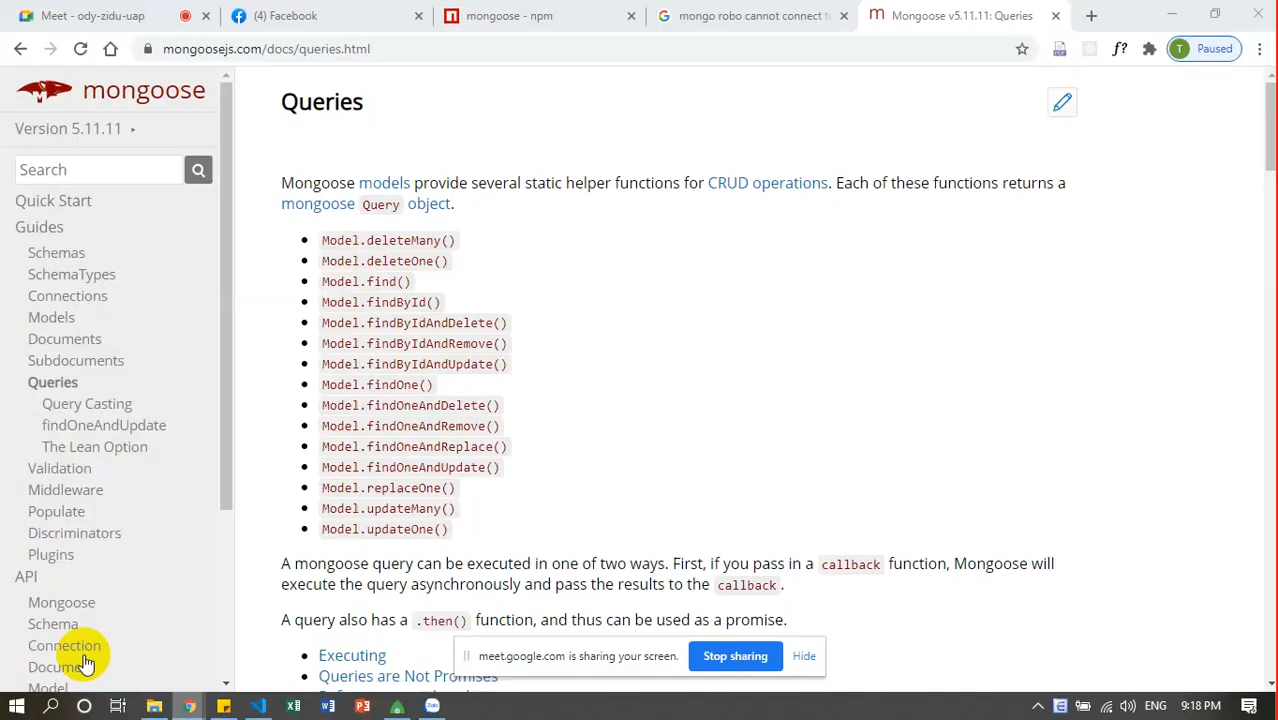 Meet - ody-zidu-uap
(4) Facebook
mongoose - npm
mongo robo cannot connect t
Mongoose v5.11.11: Queries
mongoosejs.com/docs/queries.html
f?
T Paused
mongoose
Version 5.11.11
Search
Quick Start
Guides
Schemas
SchemaTypes
Connections
Models
Documents
Subdocuments
Queries
Query Casting
findOneAndUpdate
The Lean Option
Validation
Middleware
Populate
Discriminators
Plugins
API
Mongoose
Schema
Connection
Docume
Model
Queries
Mongoose models provide several static helper functions for CRUD operations. Each of these functions returns a
mongoose Query object.
Model.deleteMany()
Model.deleteOne()
Model.find()
Model.findById()
Model.findByIdAndDelete()
Model.findByIdAndRemove()
Model.findByIdAndUpdate()
Model.findOne()
Model.findOneAndDelete()
Model.findOneAndRemove()
Model.findOneAndReplace()
Model.findOneAndUpdate()
Model.replaceOne()
Model.updateMany()
Model.updateOne()
A mongoose query can be executed in one of two ways. First, if you pass in a callback function, Mongoose will
execute the query asynchronously and pass the results to the callback.
A query also has a .then() function, and thus can be used as a promise.
Executing
Queries are Not Promises
meet.google.com is sharing your screen.
Stop sharing
Hide
ENG
9:18 PM